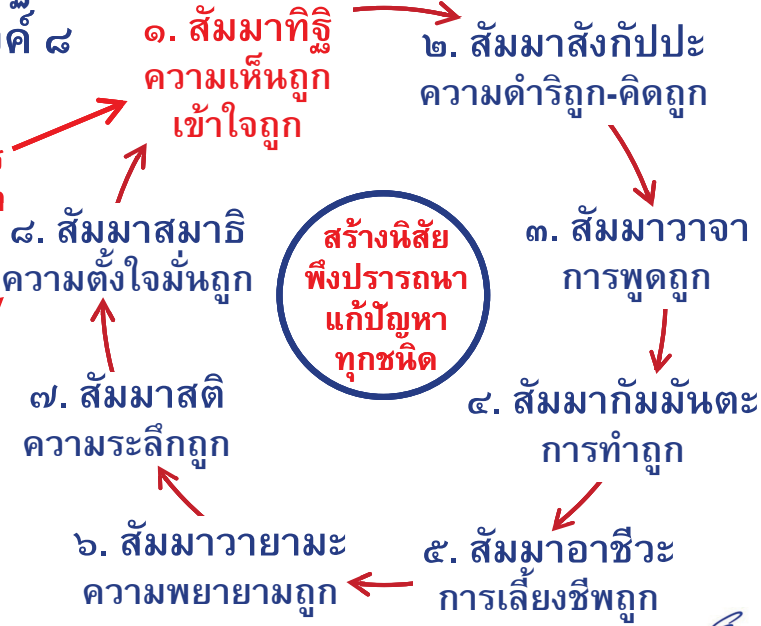 ๑. สัมมาทิฐิ
ความเห็นถูก
เข้าใจถูก
๒. สัมมาสังกัปปะ
ความดำริถูก-คิดถูก
๓. สัมมาวาจา
การพูดถูก
๔. สัมมากัมมันตะ
การทำถูก
๕. สัมมาอาชีวะ
การเลี้ยงชีพถูก
๖. สัมมาวายามะ
ความพยายามถูก
๗. สัมมาสติ
ความระลึกถูก
๘. สัมมาสมาธิ
ความตั้งใจมั่นถูก
สร้างนิสัย
พึงปรารถนา
แก้ปัญหา
ทุกชนิด